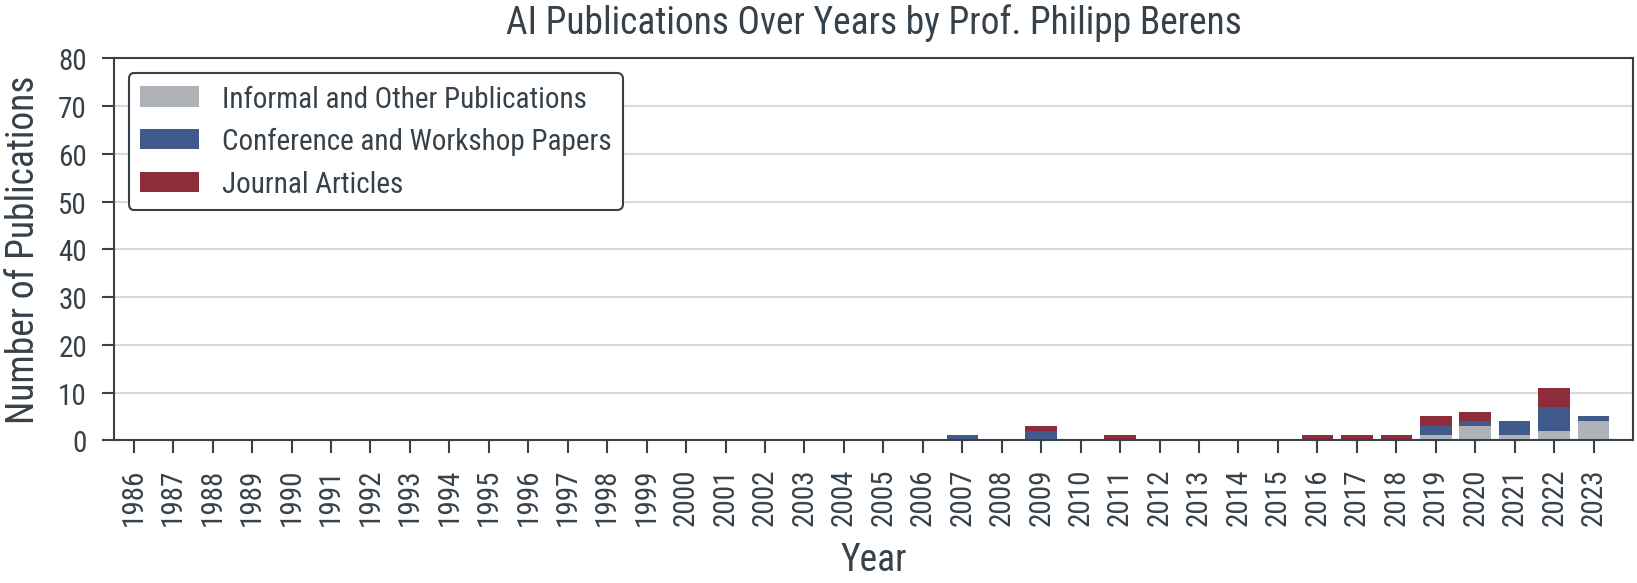 AI Publications Over Years by Prof. Philipp Berens
Number of Publications
80
70
60
50
40
30
20
10
0
Informal and Other Publications
Conference and Workshop Papers
Journal Articles
1986 1987 1988 1989 1990 1991 1992 1993 1994 1995 1996 1997 1998 1999 2000 2001 2002 2003 2004 2005 2006 2007 2008 2009 2010 2011 2012 2013 2014 2015 2016 2017 2018 2019 2020 2021 2022 2023
Year